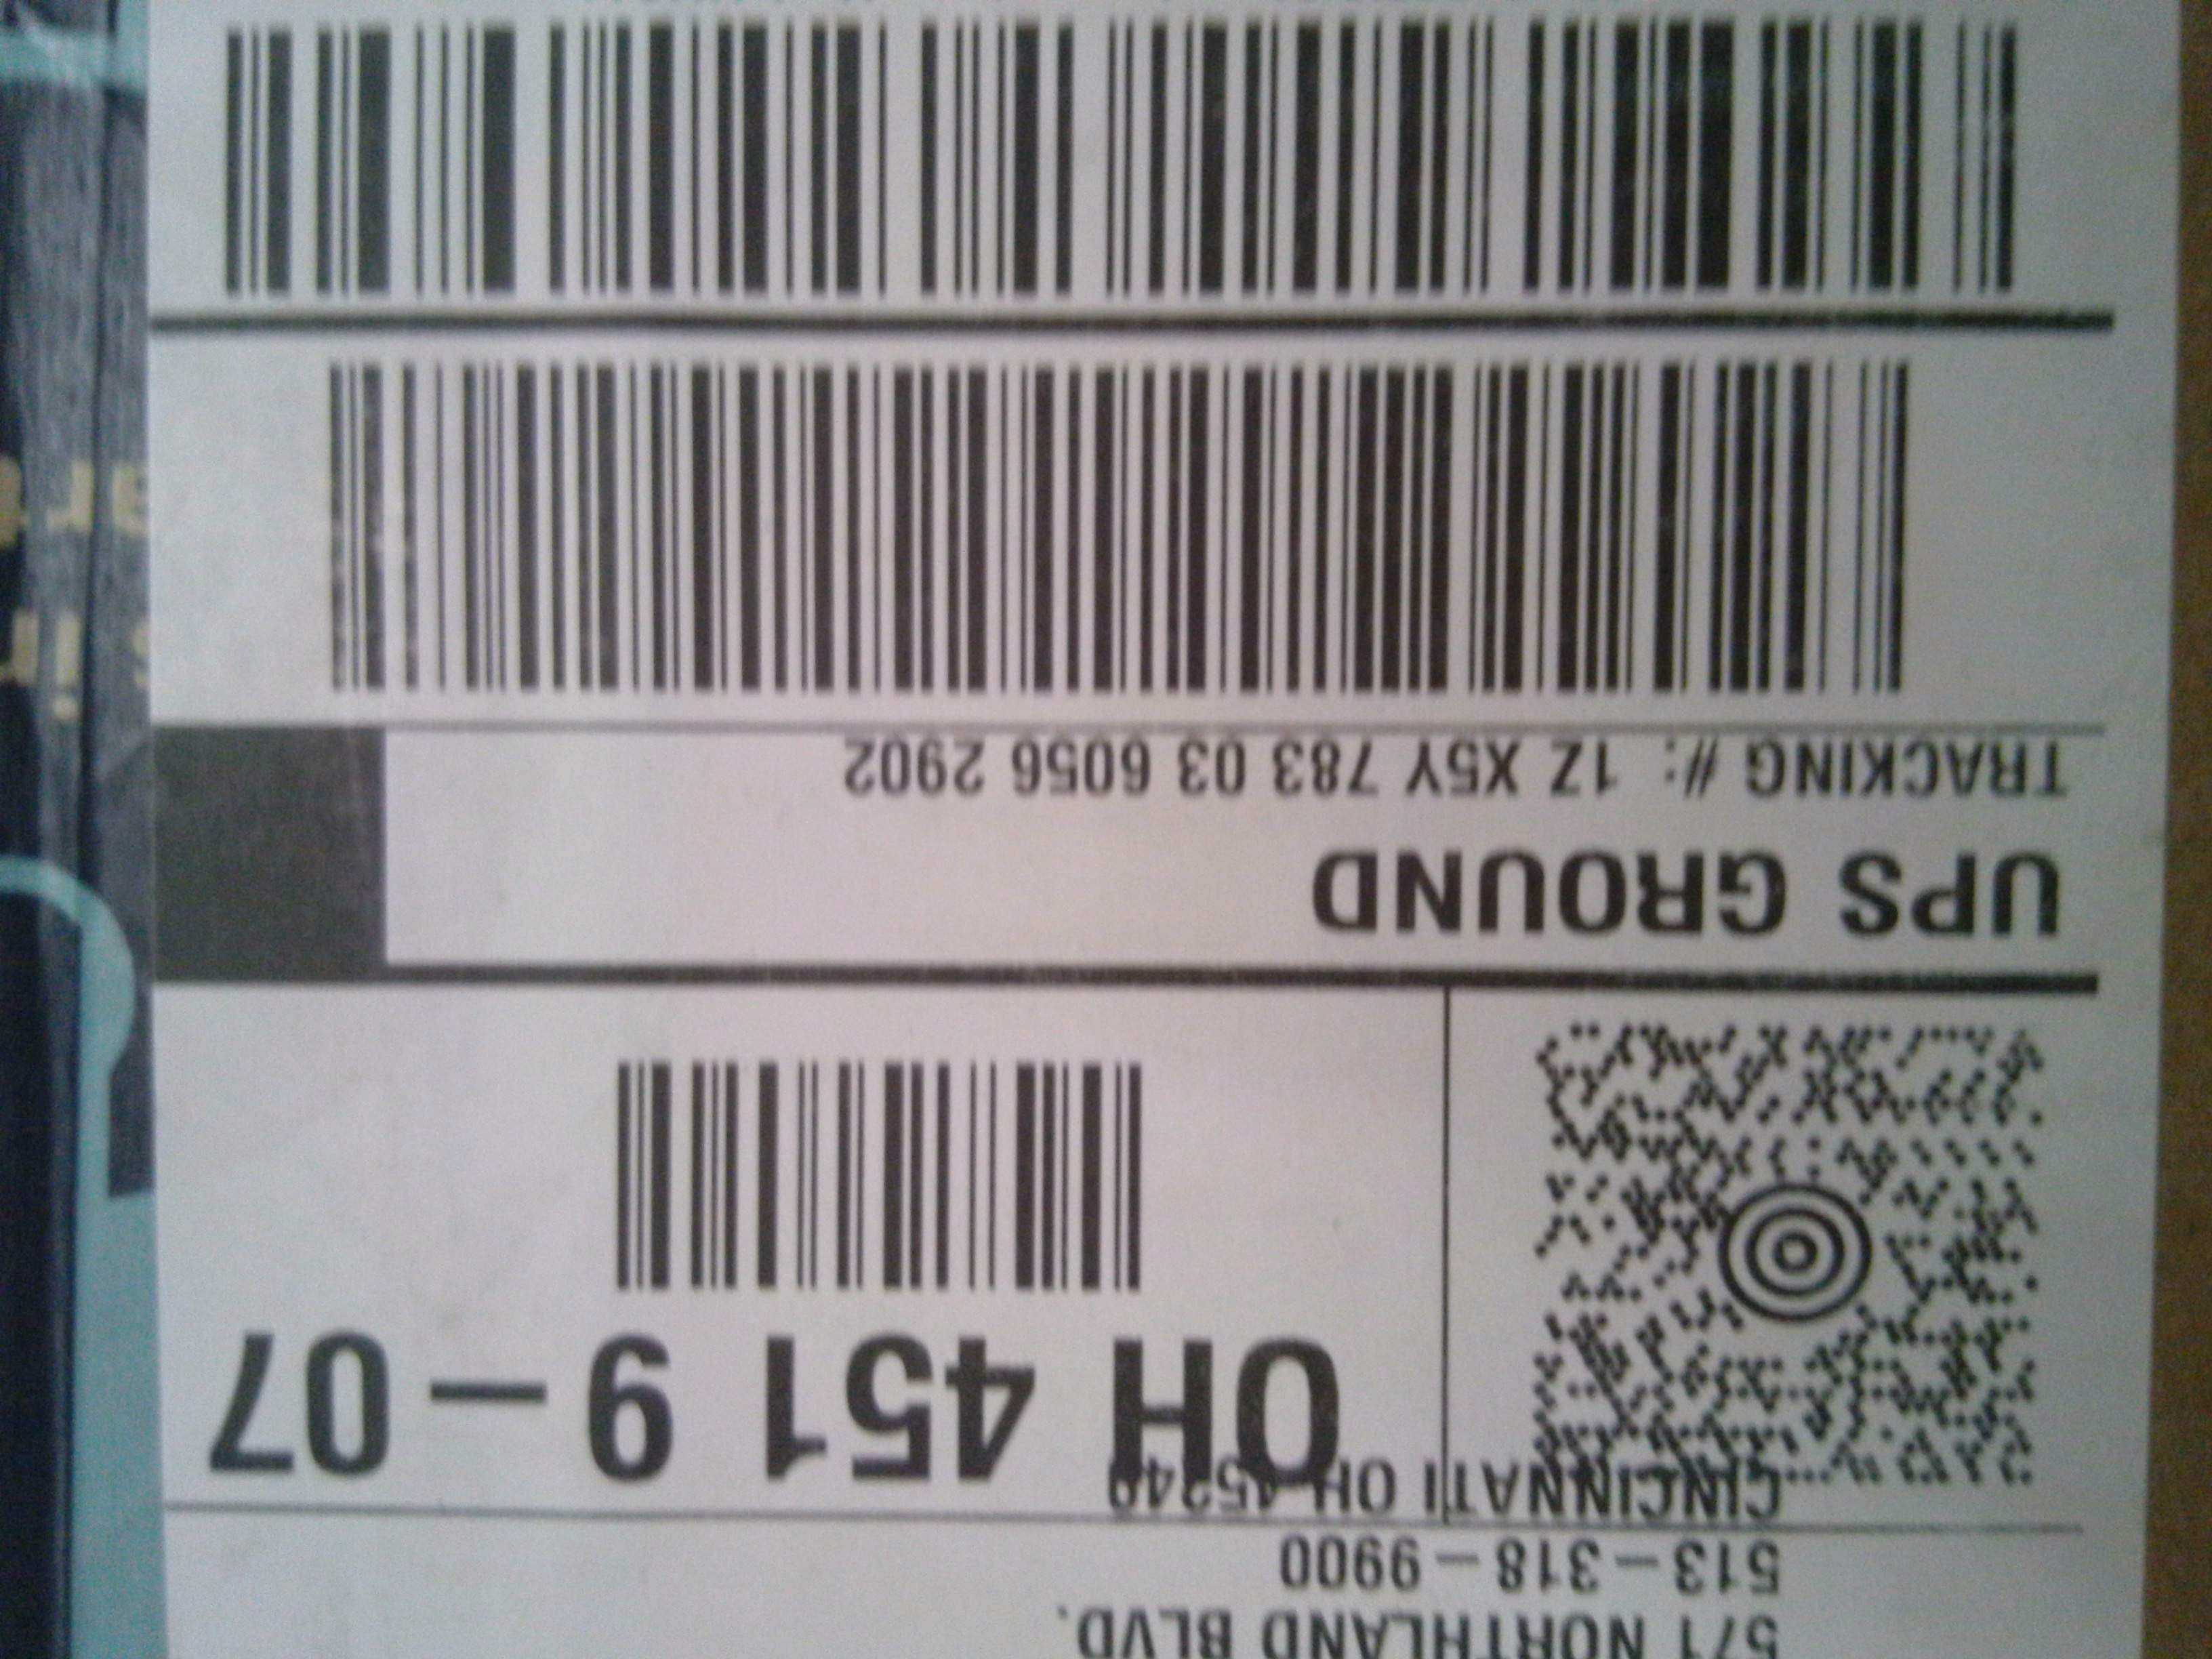 571 NORTHLAND BLVD.
513-318-9900
CINCINNATI OH 45240
OH 451 9-07
UPS GROUND
TRACKING #: 1Z X5Y 783 03 6056 2902